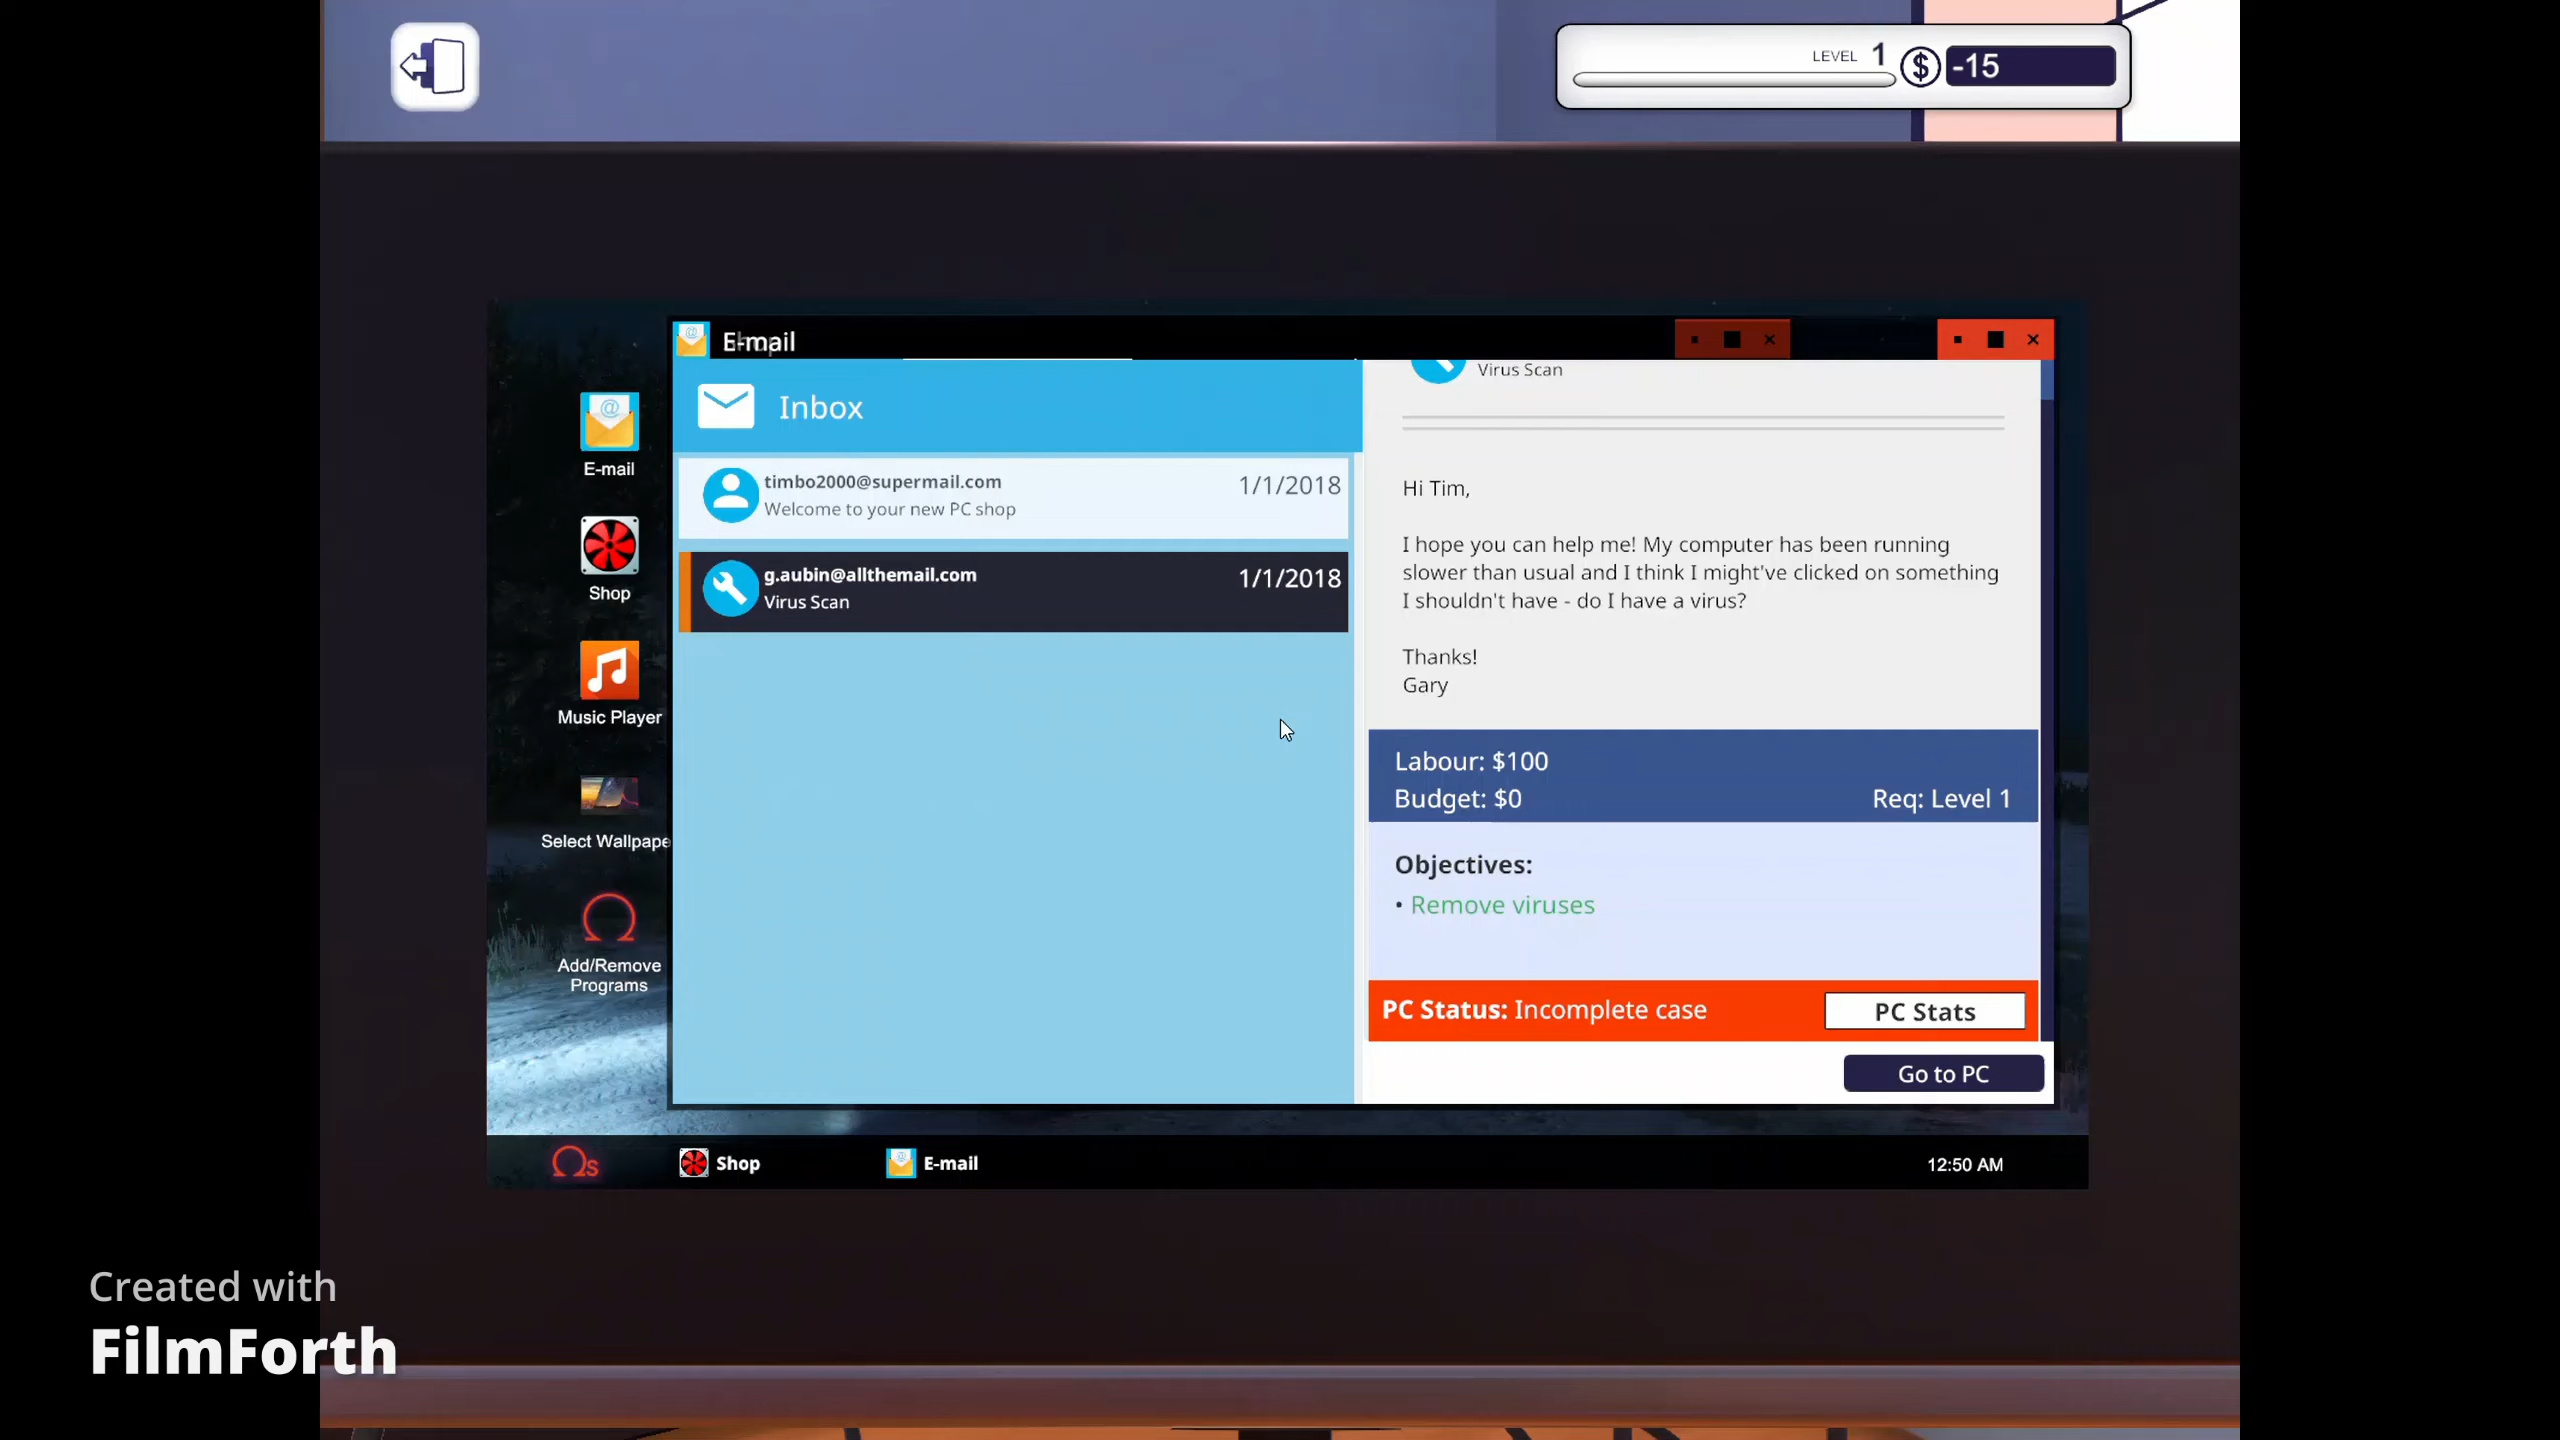 LEVEL 1
$ -15
E-mail
Inbox
timbo2000@supermail.com
1/1/2018
Welcome to your new PC shop
g.aubin@allthemail.com
1/1/2018
Virus Scan
Virus Scan
Hi Tim,
I hope you can help me! My computer has been running
slower than usual and I think I might've clicked on something
I shouldn't have - do I have a virus?
Thanks!
Gary
Labour: $100
Budget: $0
Req: Level 1
Objectives:
• Remove viruses
PC Status: Incomplete case
PC Stats
Go to PC
E-mail
Shop
Music Player
Select Wallpape
Add/Remove
Programs
Ωs
Shop
E-mail
12:50 AM
Created with
FilmForth